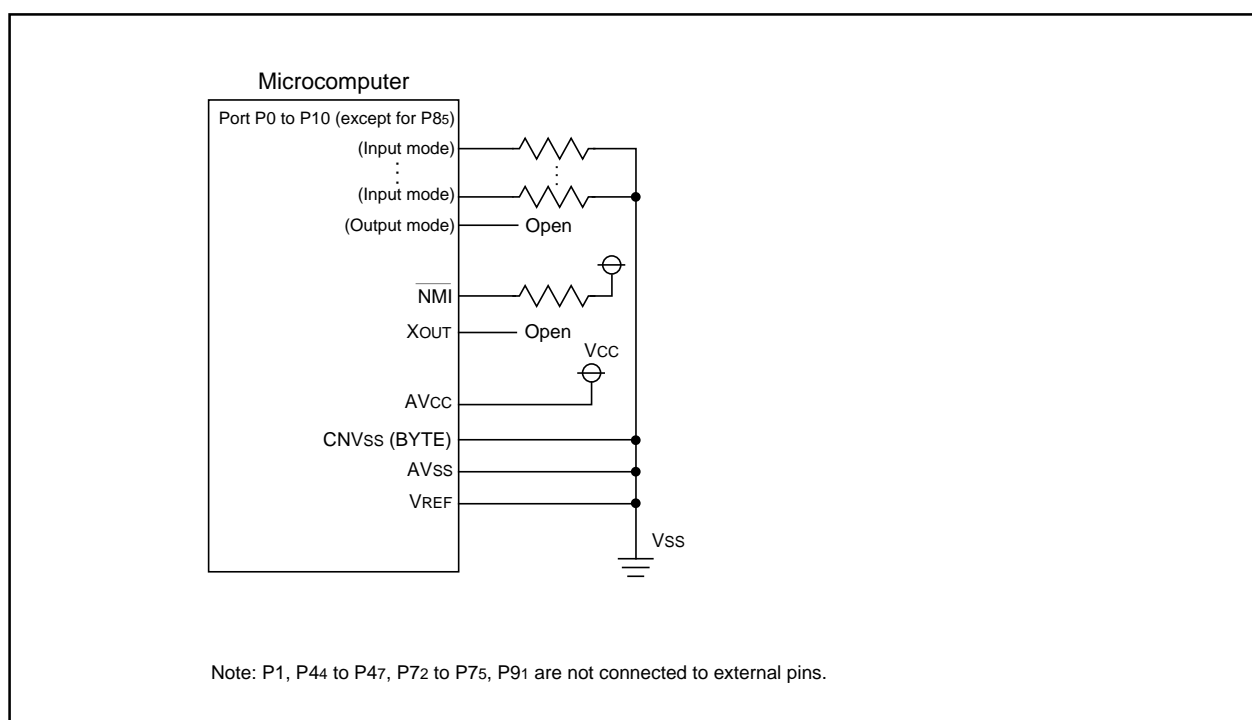 Microcomputer
Port P0 to P10 (except for P85)
(Input mode)
(Input mode)
(Output mode)
Open
NMI
XOUT
Open
VCC
AVCC
CNVSS (BYTE)
AVSS
VREF
VSS
Note: P1, P44 to P47, P72 to P75, P91 are not connected to external pins.